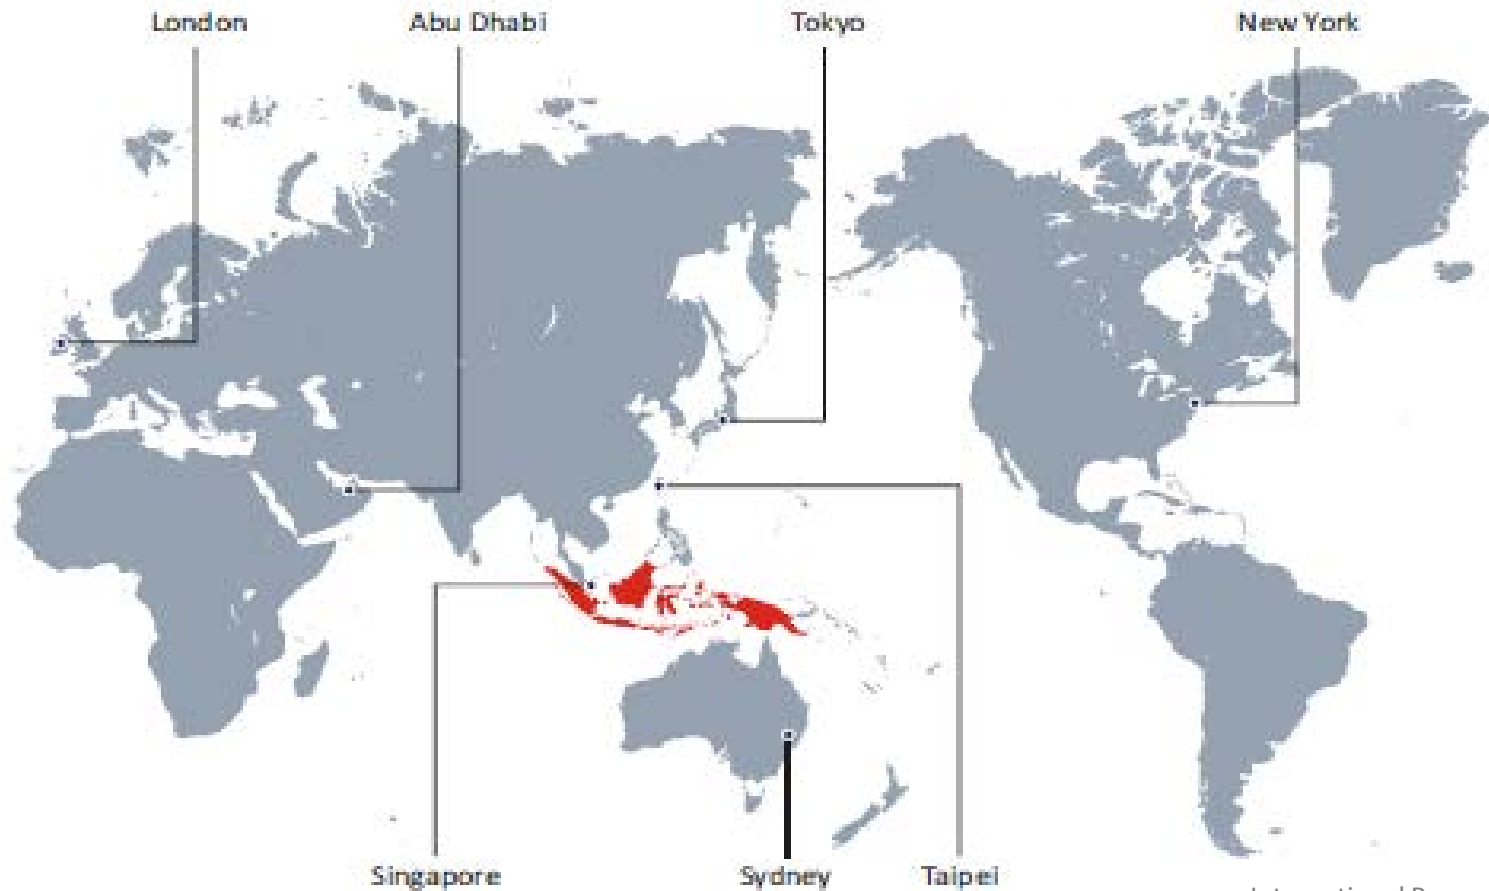 London
Abu Dhabi
Tokyo
New York
Singapore
Sydney
Taipei